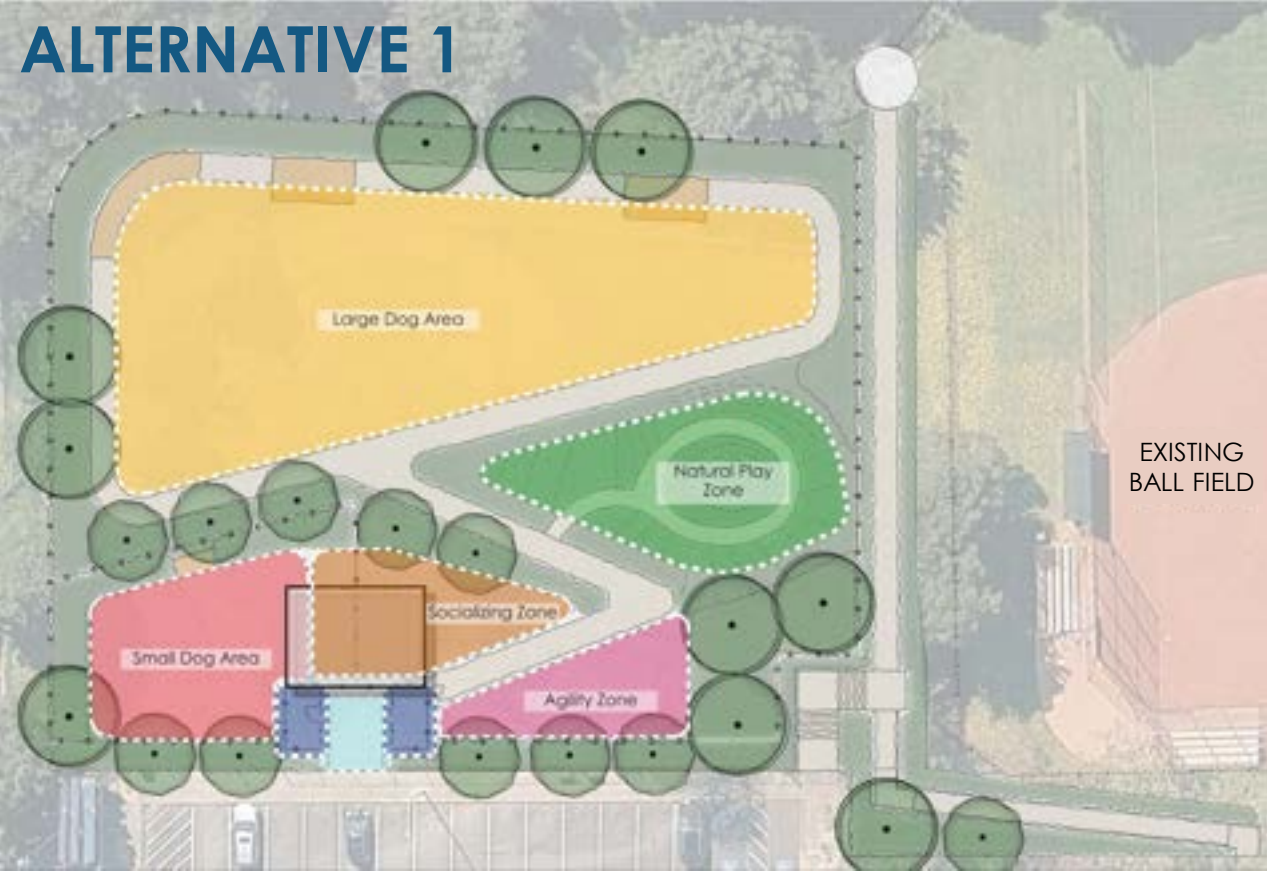 ALTERNATIVE 1
Large Dog Area
Natural Play
Zone
EXISTING
BALL FIELD
Socializing Zone
Small Dog Area
Agility Zone